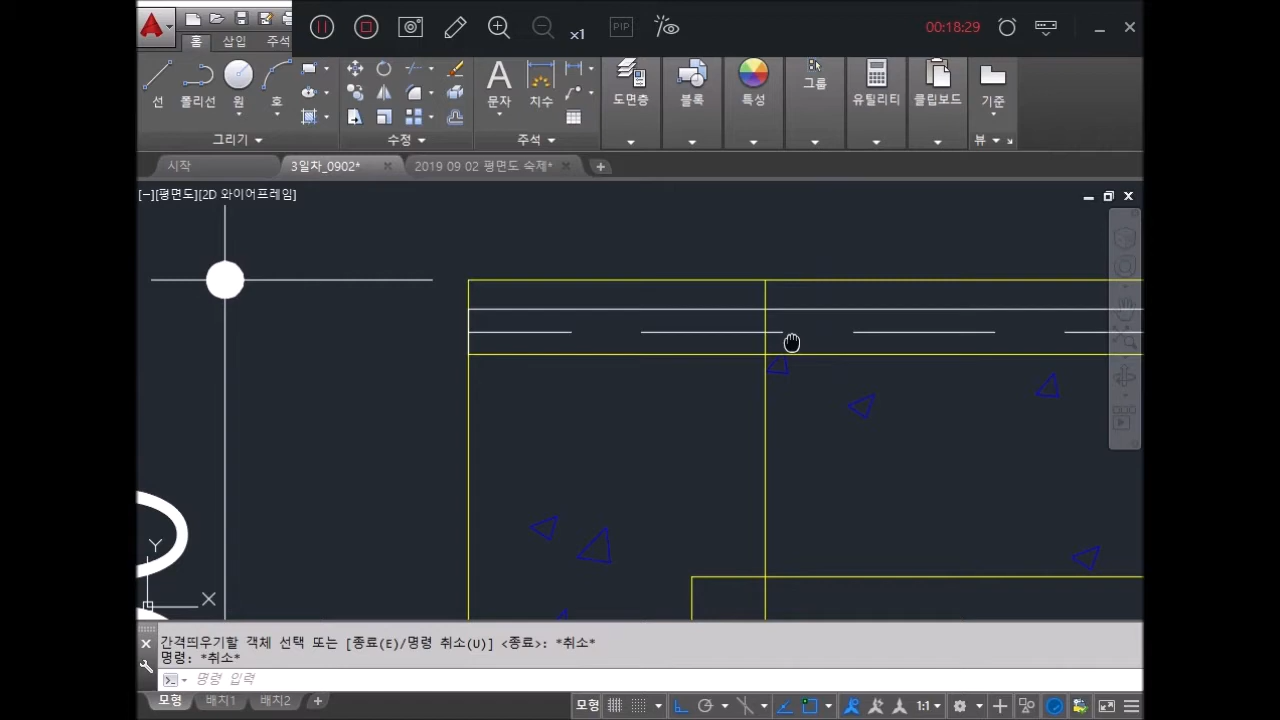 x1
PIP
00:18:29
홈 삽입 주석
선 폴리선 원 호
문자 치수
도면층 블록 특성 그룹 유틸리티 클립보드 기준
그리기 수정 주석 뷰
시작 3일차_0902* 2019 09 02 평면도 숙제*
[−][평면도][2D 와이어프레임]
Y
X
간격띄우기할 객체 선택 또는 [종료(E)/명령 취소(U)] <종료>: *취소*
명령: *취소*
명령 입력
모형 배치1 배치2
모형 1:1